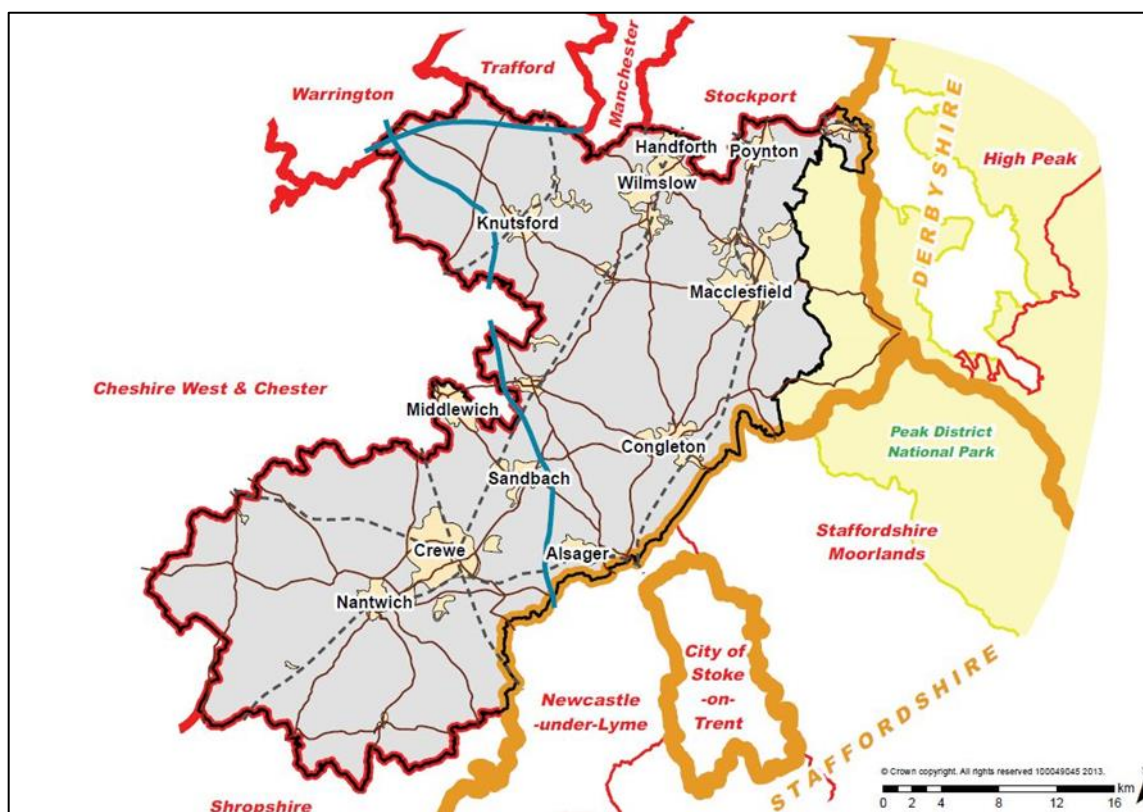 Trafford
Manchester
Warrington
Stockport
DERBYSHIRE
Handforth
Poynton
High Peak
Wilmslow
Knutsford
Macclesfield
Cheshire West & Chester
Middlewich
Congleton
Peak District
National Park
Sandbach
Staffordshire
Moorlands
Crewe
Alsager
Nantwich
City of
Stoke
-on-
Trent
Newcastle
-under-Lyme
STAFFORDSHIRE
© Crown copyright. All rights reserved 100049045 2013.
km
0 2 4 8 12 16
Shropshire